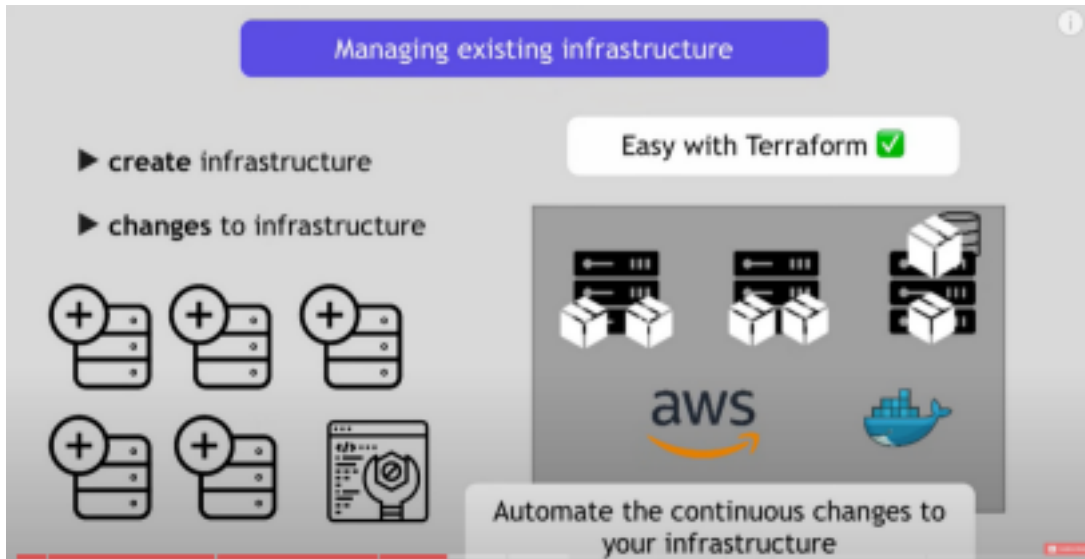 Managing existing infrastructure
Easy with Terraform
create infrastructure
changes to infrastructure
aws
Automate the continuous changes to
your infrastructure